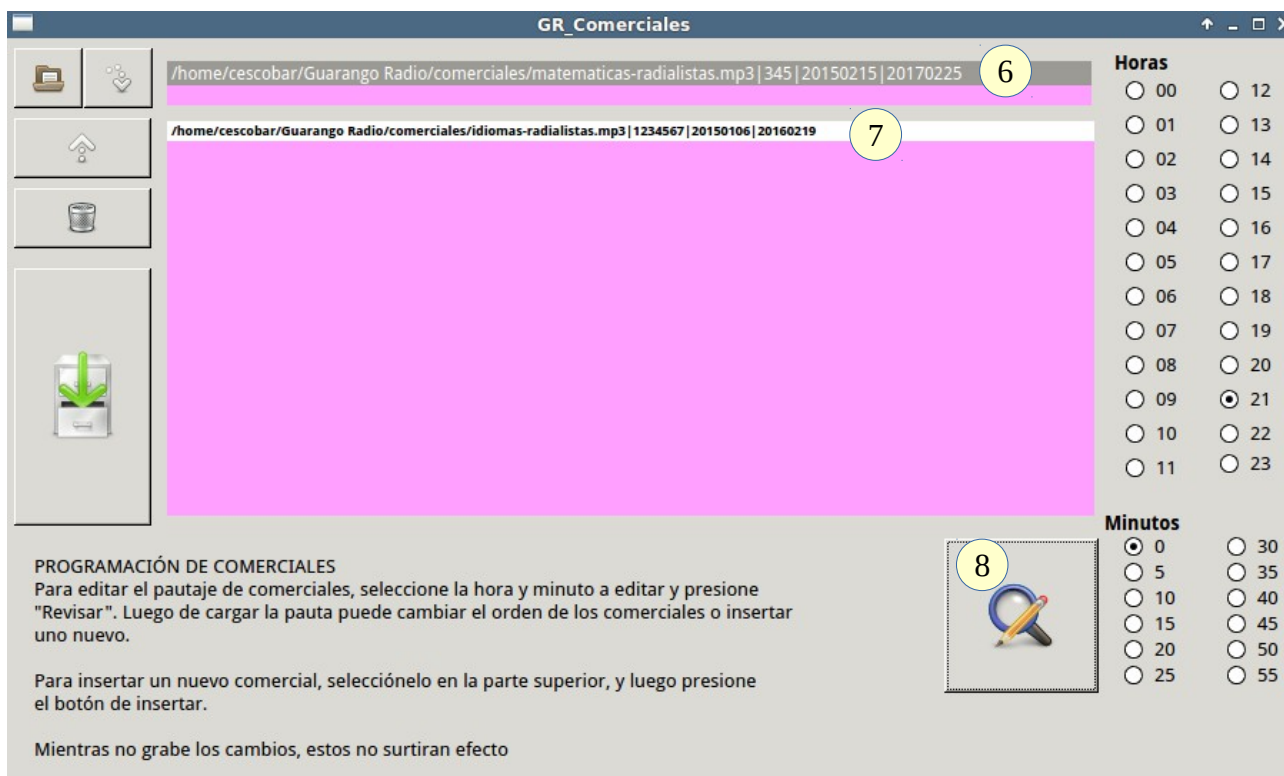 GR_Comerciales
/home/cescobar/Guarango Radio/comerciales/matematicas-radialistas.mp3|345|20150215|20170225
6
/home/cescobar/Guarango Radio/comerciales/idiomas-radialistas.mp3|1234567|20150106|20160219
7
Horas
00 12
01 13
02 14
03 15
04 16
05 17
06 18
07 19
08 20
09 21
10 22
11 23
Minutos
0 30
5 35
10 40
15 45
20 50
25 55
8
PROGRAMACIÓN DE COMERCIALES
Para editar el pautaje de comerciales, seleccione la hora y minuto a editar y presione
"Revisar". Luego de cargar la pauta puede cambiar el orden de los comerciales o insertar
uno nuevo.
Para insertar un nuevo comercial, selecciónelo en la parte superior, y luego presione
el botón de insertar.
Mientras no grabe los cambios, estos no surtiran efecto